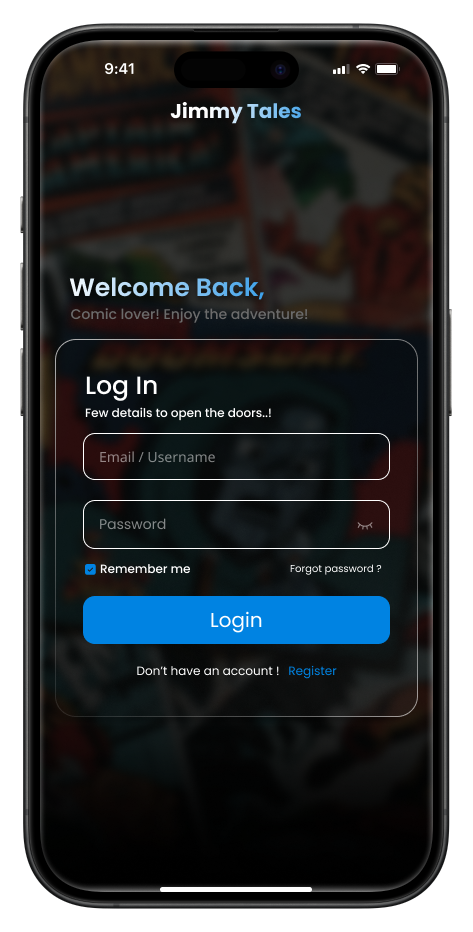 9:41
Jimmy Tales
Welcome Back,
Comic lover! Enjoy the adventure!
DOOMSDAY
Log In
Few details to open the doors..!
Email / Username
Password
Remember me
Forgot password ?
Login
Don't have an account ! Register